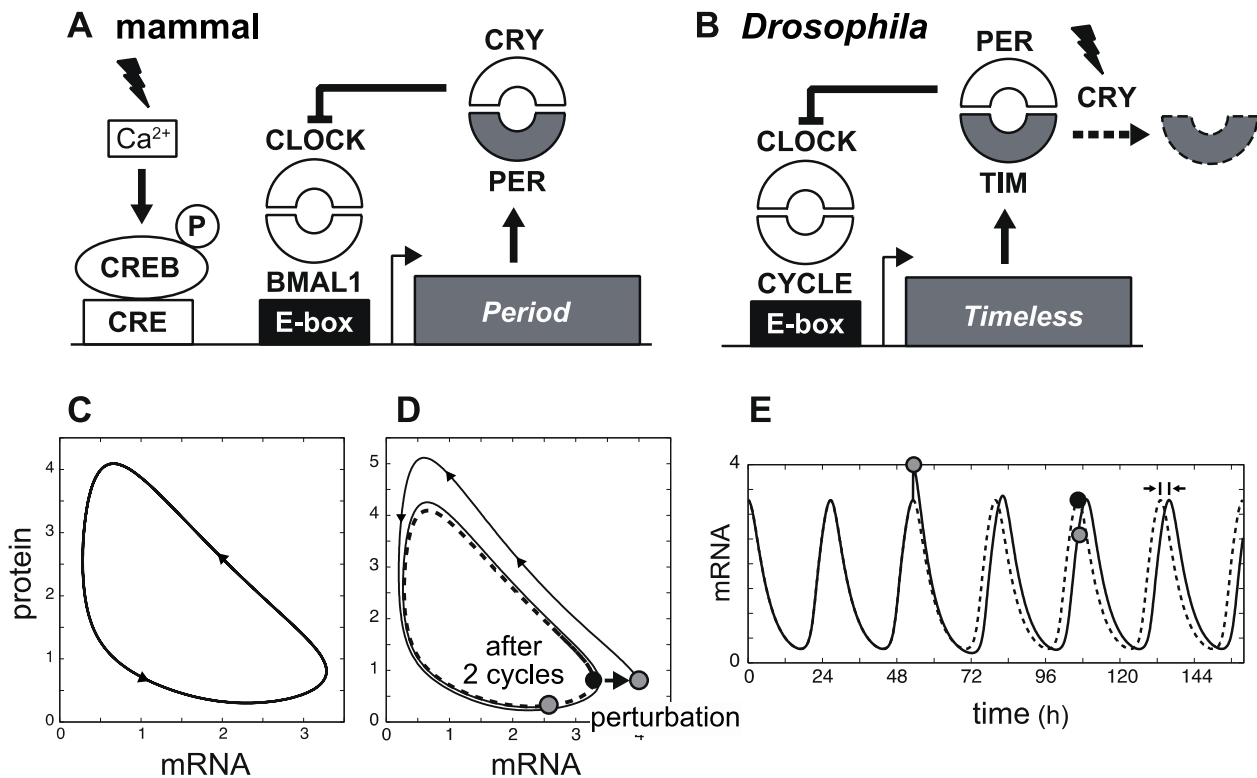 A mammal
Ca2+
P
CREB
CRE
CLOCK
BMAL1
E-box
CRY
PER
Period
B Drosophila
CLOCK
CYCLE
E-box
PER
CRY
TIM
Timeless
C
protein
4
3
2
1
0
0 1 2 3
mRNA
D
5
4
3
2
1
0
after
2 cycles
perturbation
0 1 2 3 4
mRNA
E
mRNA
4
0
0 24 48 72 96 120 144
time (h)